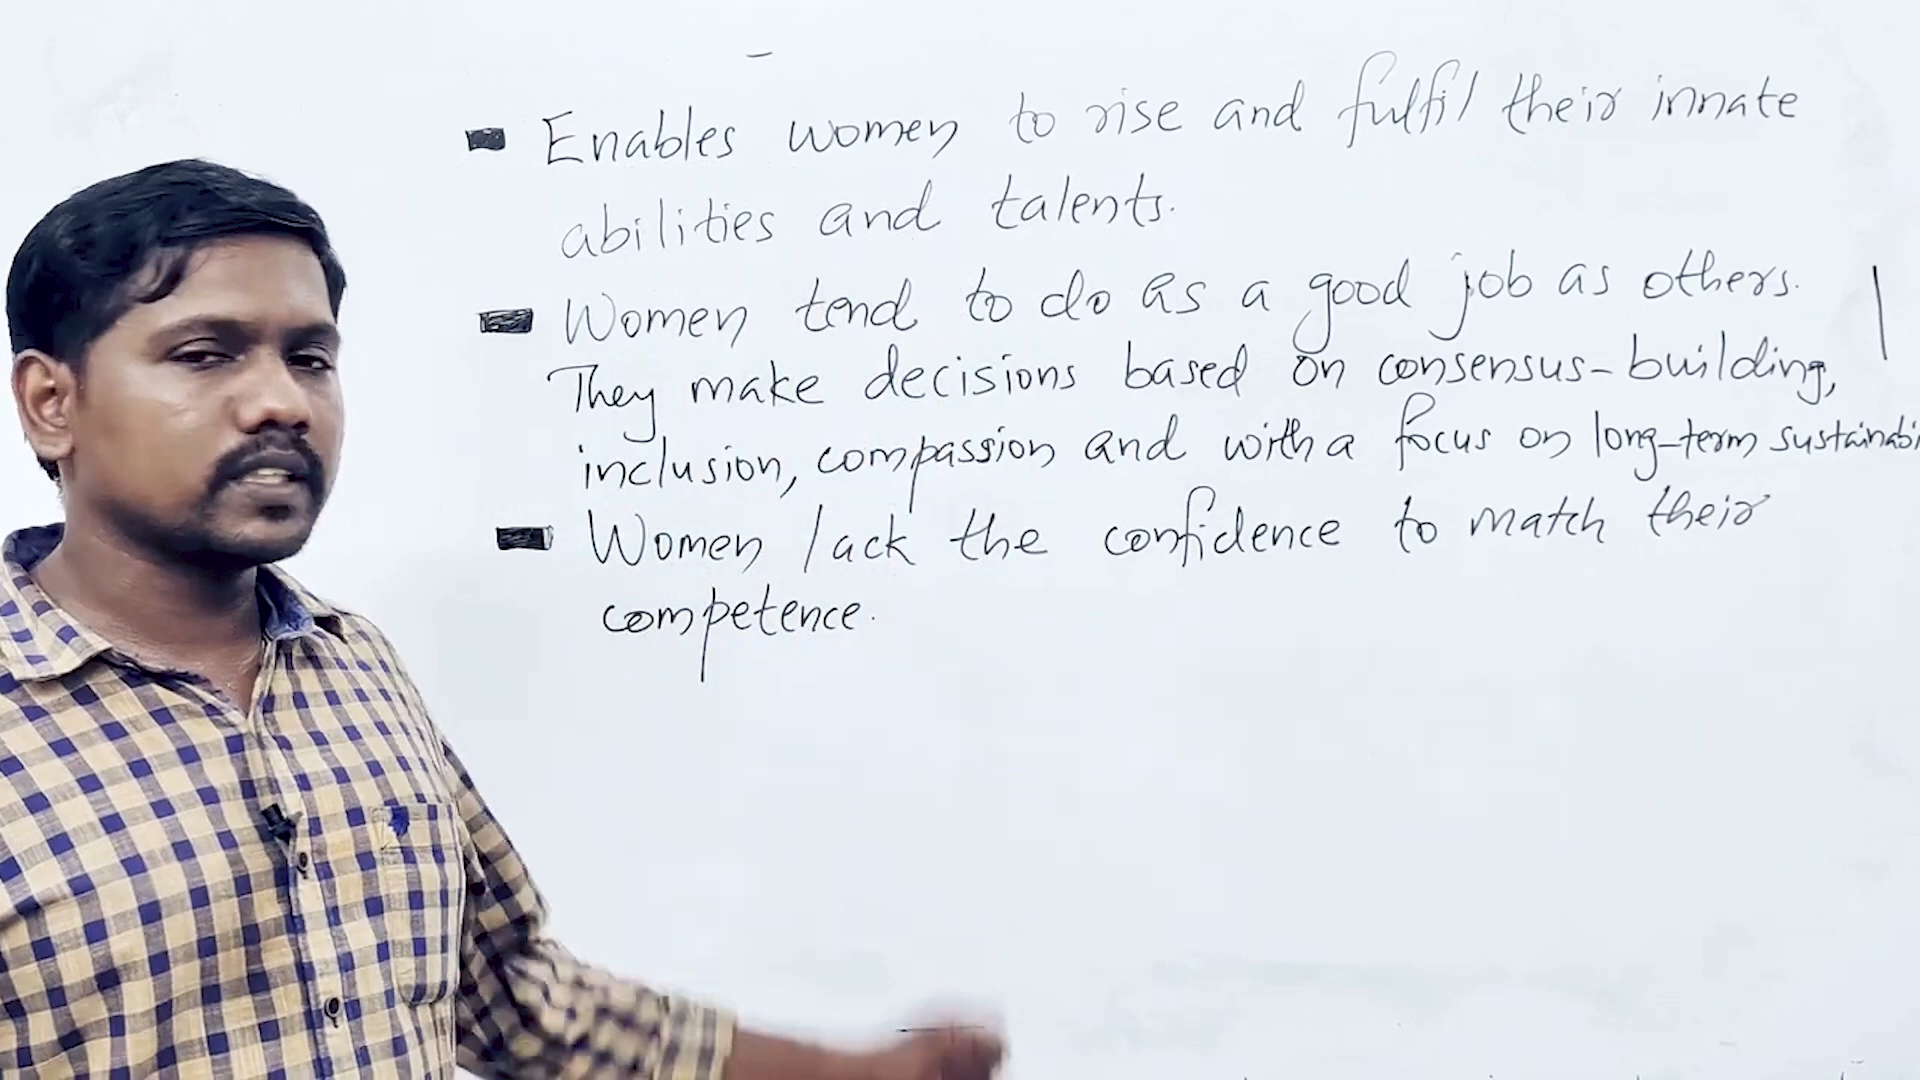 Enables women to rise and fulfil their innate
abilities and talents.
Women tend to do as a good job as others.
They make decisions based on consensus-building,
inclusion, compassion and with a focus on long-term sustainabi
Women lack the confidence to match their
competence.